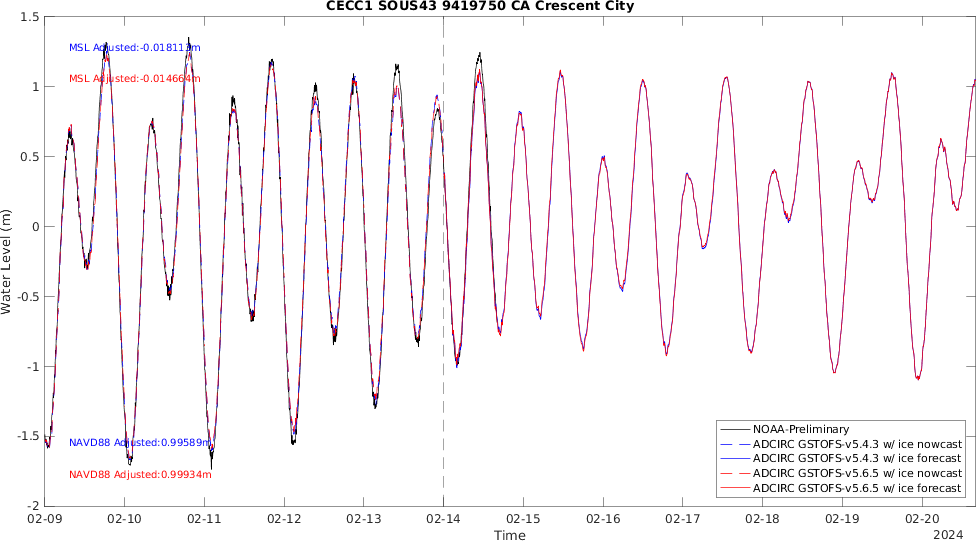 CECC1 SOUS43 9419750 CA Crescent City
1.5
1
0.5
0
-0.5
-1
-1.5
-2
Water Level (m)
MSL Adjusted:-0.018113m
MSL Adjusted:-0.014664m
NAVD88 Adjusted:0.99589m
NAVD88 Adjusted:0.99934m
NOAA-Preliminary
ADCIRC GSTOFS-v5.4.3 w/ ice nowcast
ADCIRC GSTOFS-v5.4.3 w/ ice forecast
ADCIRC GSTOFS-v5.6.5 w/ ice nowcast
ADCIRC GSTOFS-v5.6.5 w/ ice forecast
02-09 02-10 02-11 02-12 02-13 02-14 02-15 02-16 02-17 02-18 02-19 02-20
Time
2024